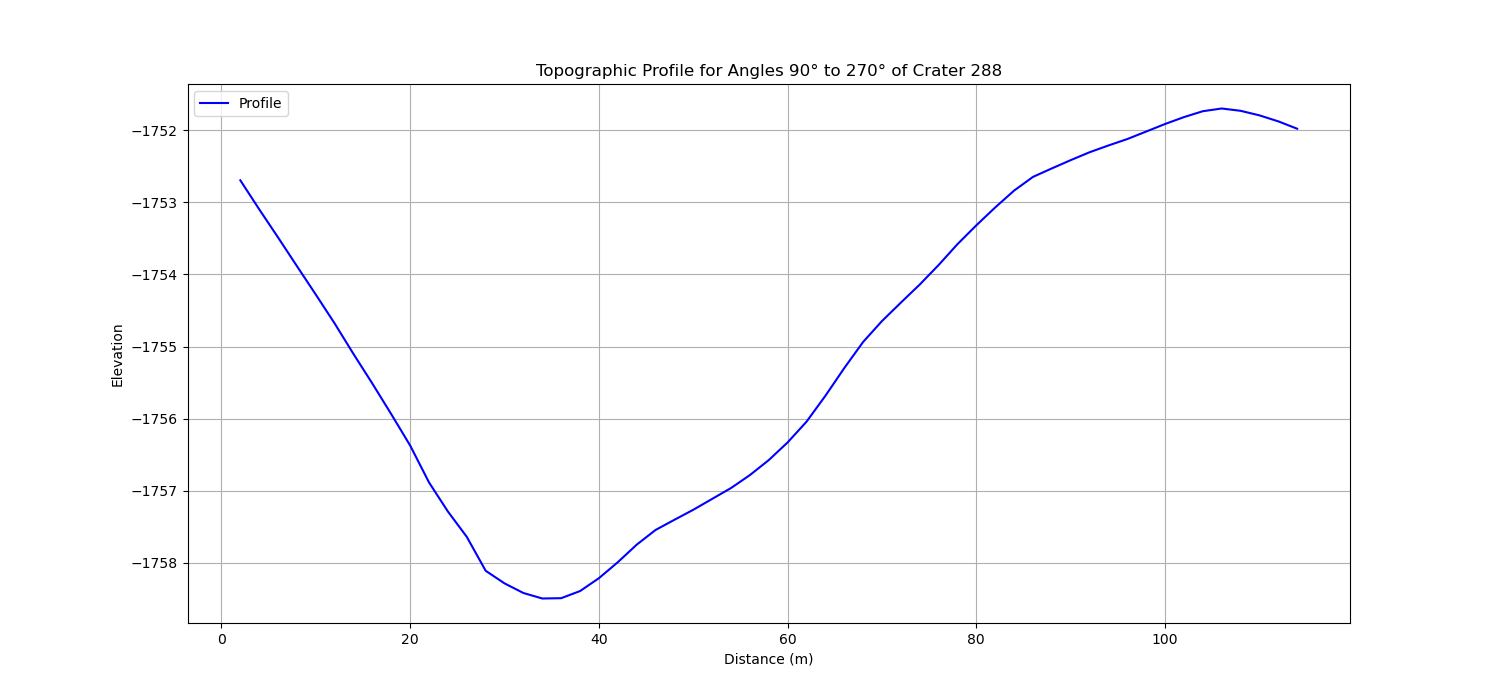 Topographic Profile for Angles 90° to 270° of Crater 288
Profile
−1752
−1753
−1754
−1755
−1756
−1757
−1758
Elevation
0 20 40 60 80 100
Distance (m)